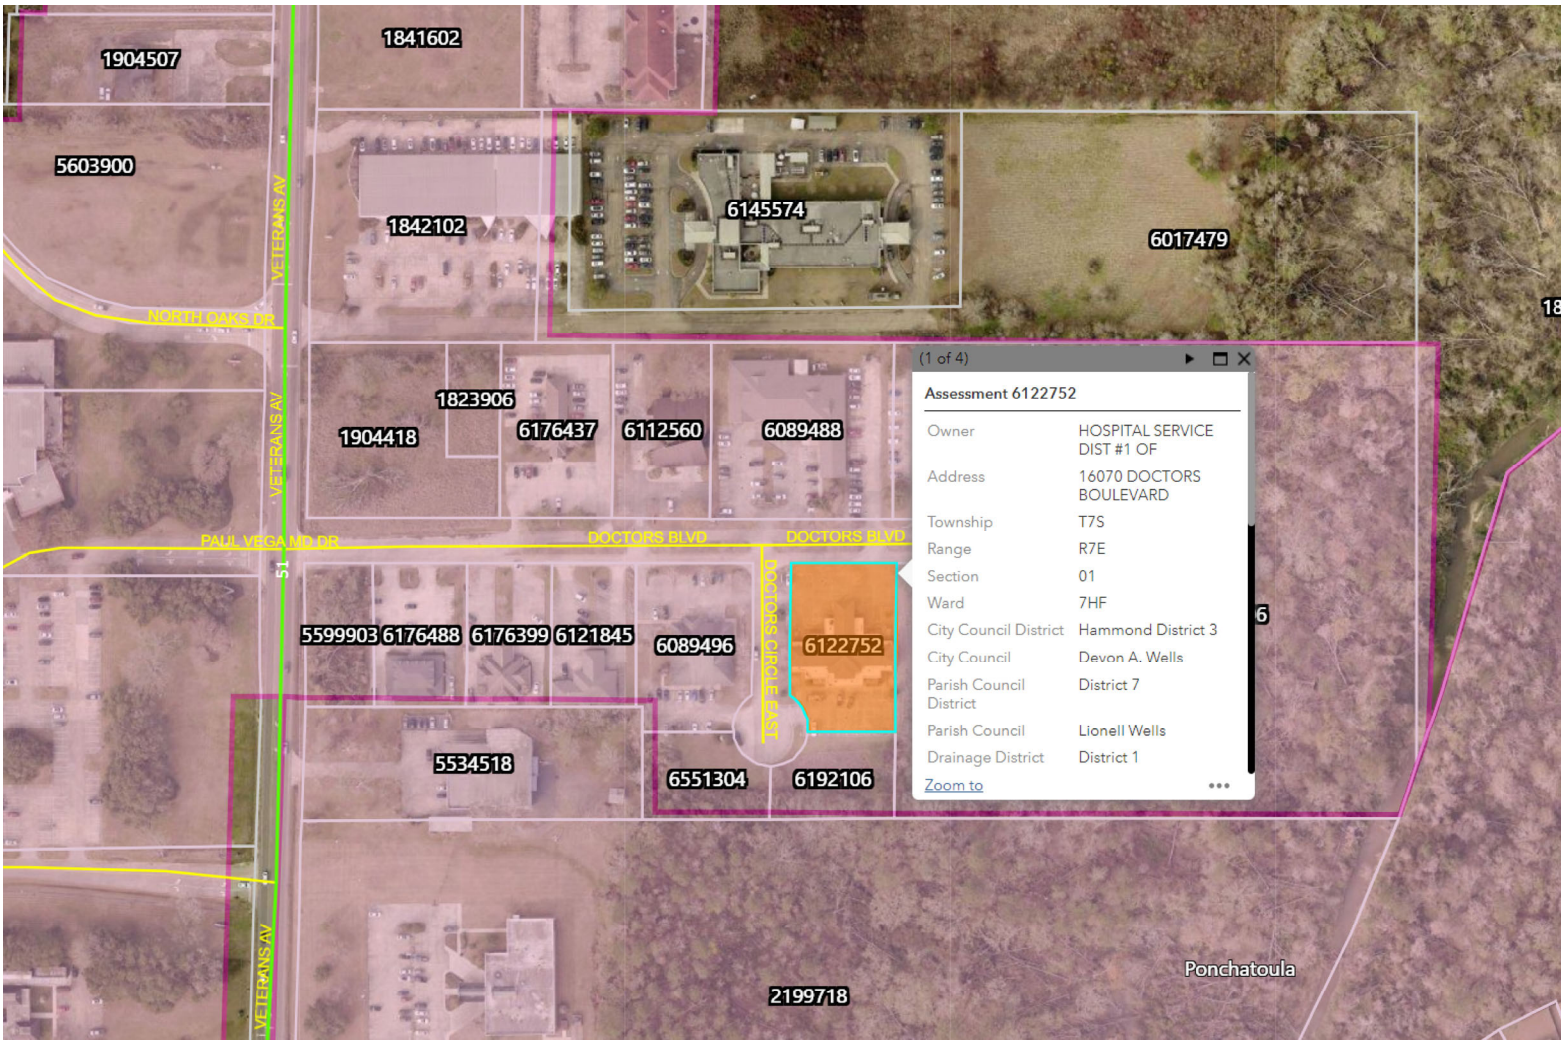 1904507
1841602
5603900
1842102
6145574
6017479
VETERANS AV
NORTH OAKS DR
18
1904418
1823906
6176437
6112560
6089488
VETERANS AV
PAUL VEGA MD DR
DOCTORS BLVD
DOCTORS BLVD
51
DOCTORS CIRCLE EAST
5599903
6176488
6176399
6121845
6089496
6122752
6
5534518
6551304
6192106
VETERANS AV
2199718
Ponchatoula
(1 of 4)
Assessment 6122752
Owner HOSPITAL SERVICE
DIST #1 OF
Address 16070 DOCTORS
BOULEVARD
Township T7S
Range R7E
Section 01
Ward 7HF
City Council District Hammond District 3
City Council Devon A. Wells
Parish Council District 7
District
Parish Council Lionell Wells
Drainage District District 1
Zoom to